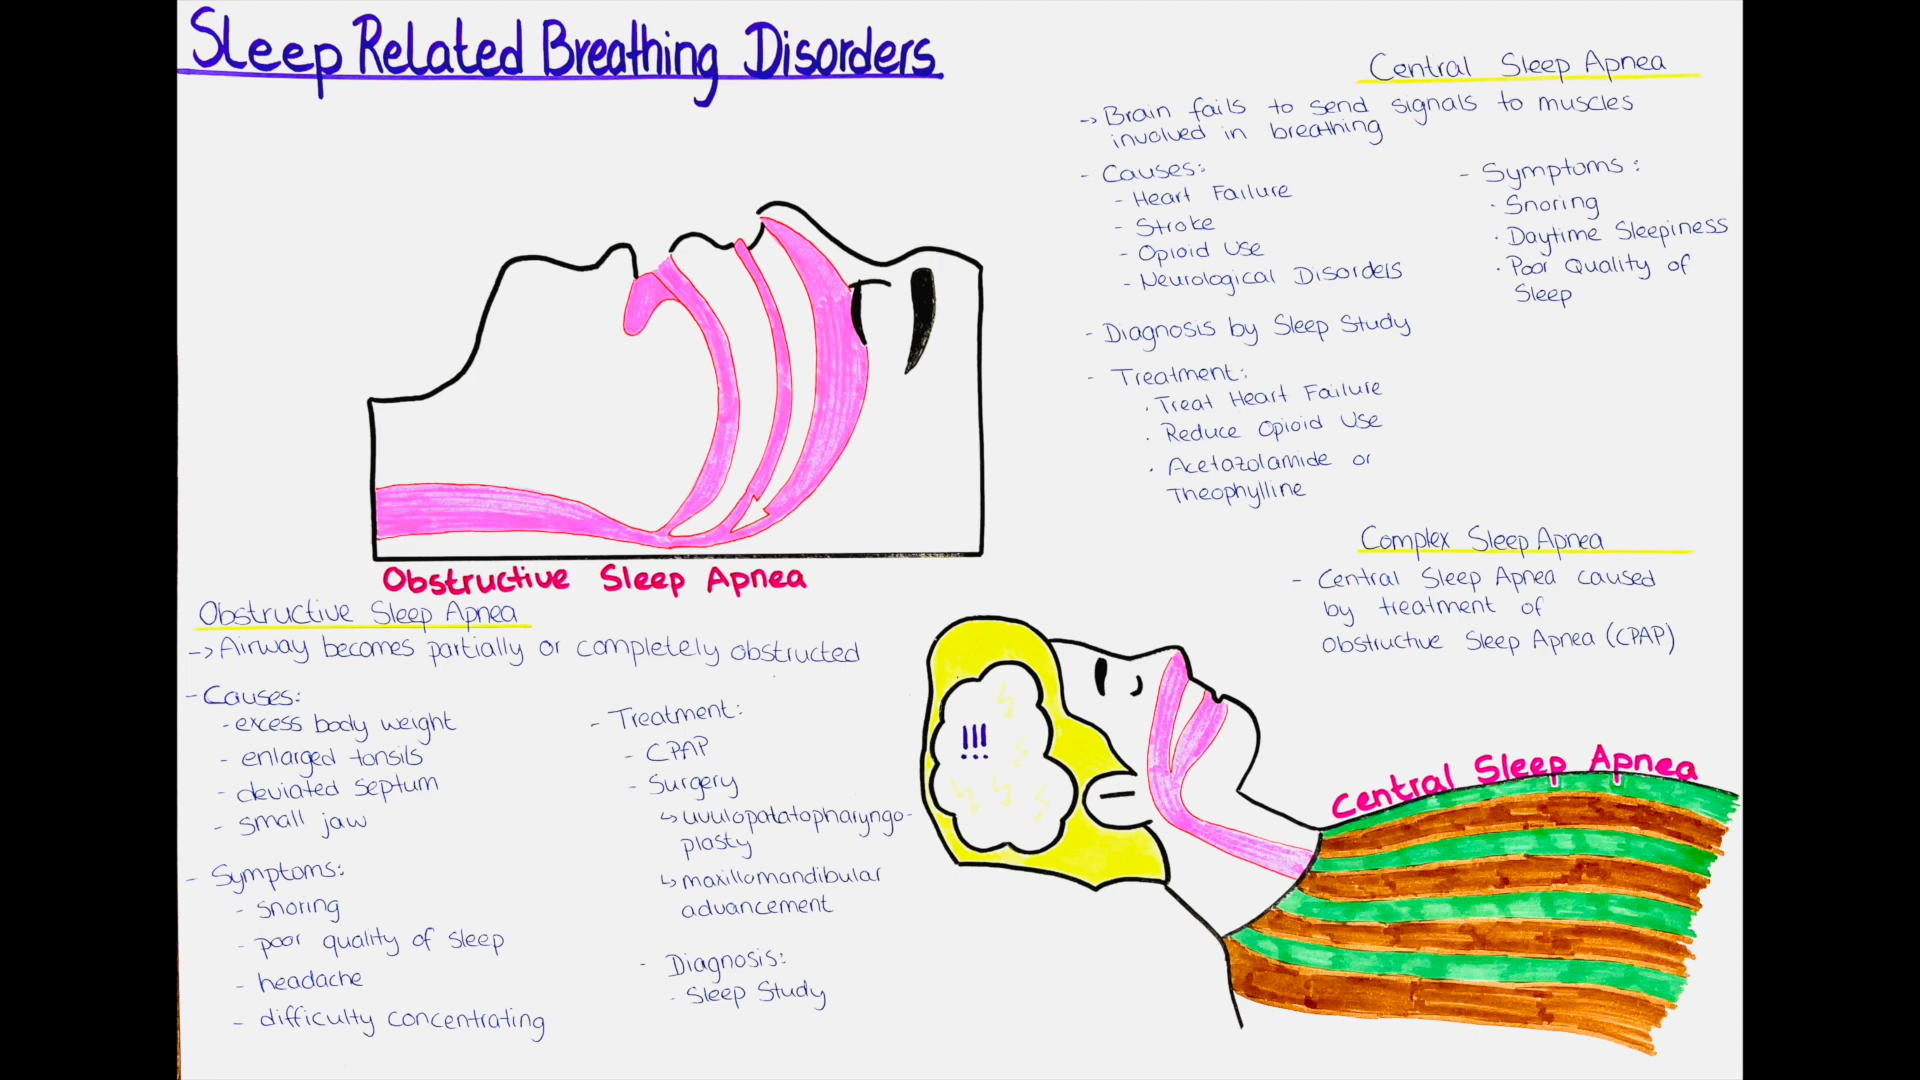 Sleep Related Breathing Disorders
Obstructive Sleep Apnea
Obstructive Sleep Apnea
-> Airway becomes partially or completely obstructed
- Causes:
- excess body weight
- enlarged tonsils
- deviated septum
- small jaw
- Symptoms:
- snoring
- poor quality of sleep
- headache
- difficulty concentrating
- Treatment:
- CPAP
- Surgery
↳ uvulopatatopharyngo-
plasty
↳ maxillomandibular
advancement
- Diagnosis:
- Sleep Study
Central Sleep Apnea
-> Brain fails to send signals to muscles
involved in breathing
- Causes:
- Heart Failure
- Stroke
- Opioid Use
- Neurological Disorders
- Symptoms:
· Snoring
· Daytime Sleepiness
· Poor Quality of
Sleep
- Diagnosis by Sleep Study
- Treatment:
· Treat Heart Failure
· Reduce Opioid Use
· Acetazolamide or
Theophylline
Complex Sleep Apnea
- Central Sleep Apnea caused
by treatment of
Obstructive Sleep Apnea (CPAP)
!!!
Central Sleep Apnea